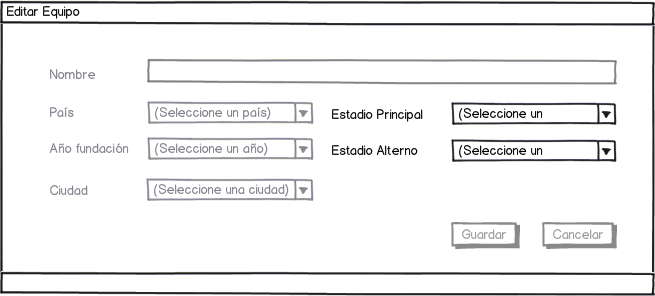 Editar Equipo
Nombre
País (Seleccione un país) Estadio Principal (Seleccione un
Año fundación (Seleccione un año) Estadio Alterno (Seleccione un
Ciudad (Seleccione una ciudad)
Guardar Cancelar